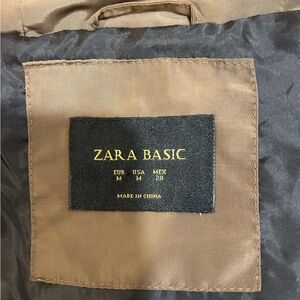 ZARA BASIC
EUR USA MEX
M M 28
MADE IN CHINA